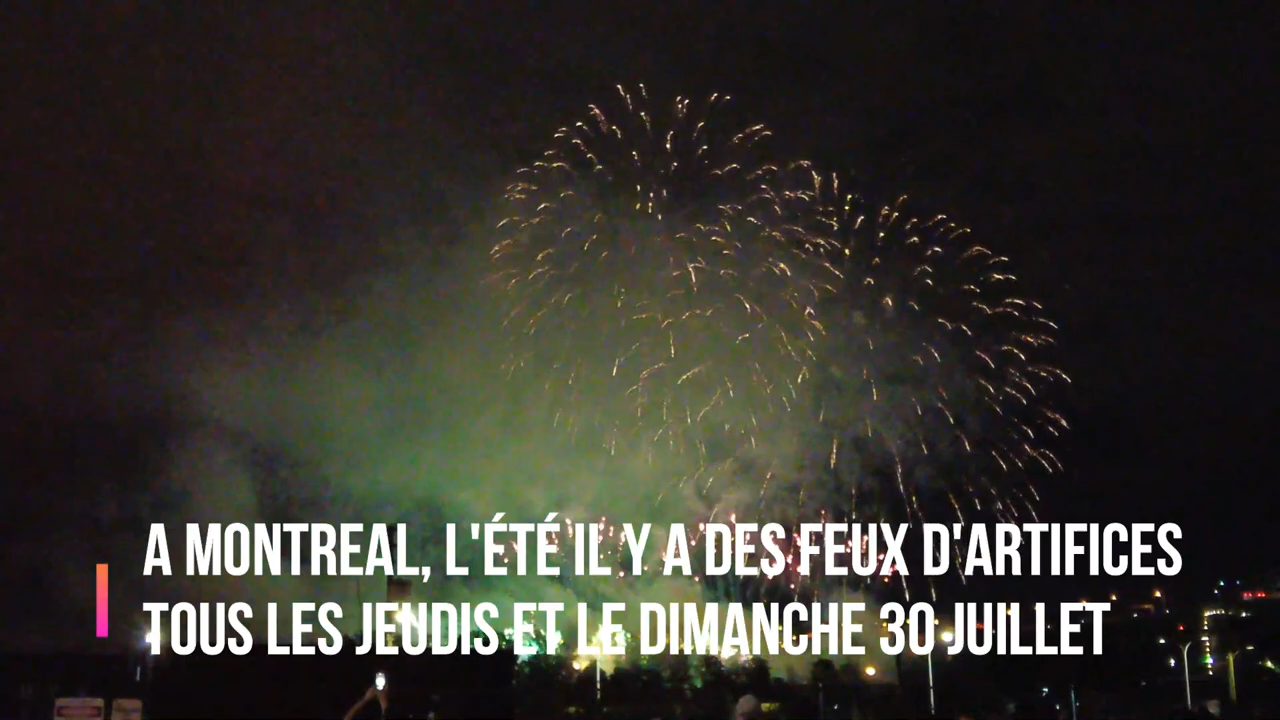 A MONTREAL, L'ÉTÉ IL Y A DES FEUX D'ARTIFICES
TOUS LES JEUDIS ET LE DIMANCHE 30 JUILLET